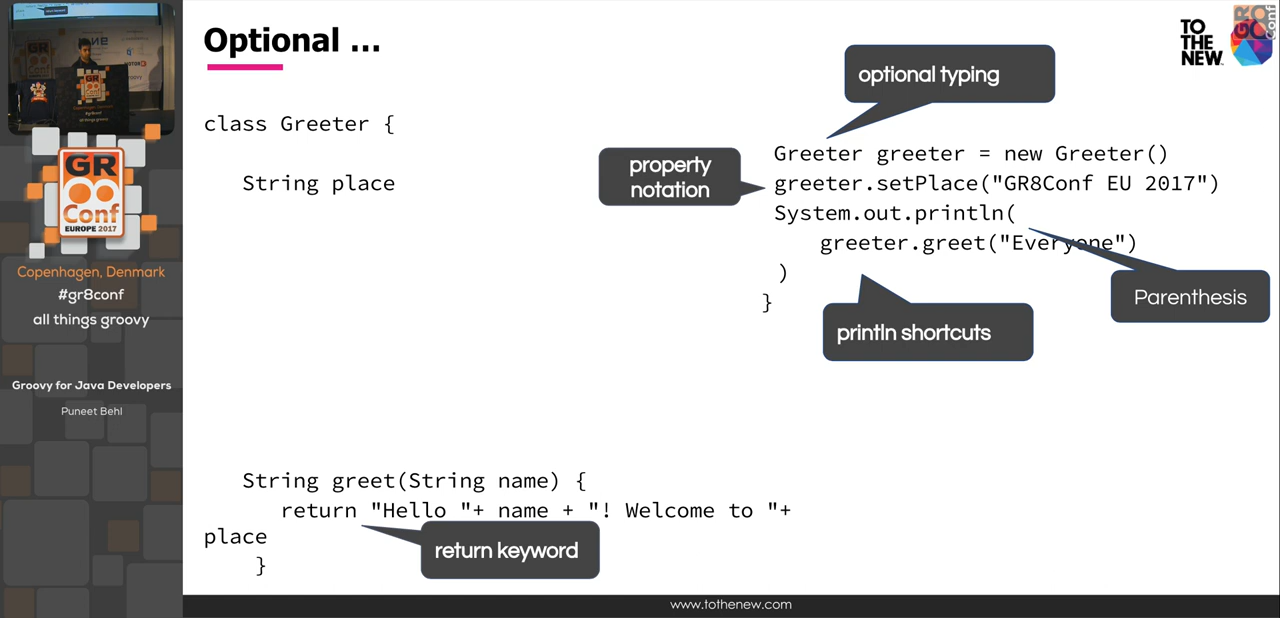 Optional ...
TO
THE
NEW
GR
conf
optional typing
class Greeter {
String place
property
notation
Greeter greeter = new Greeter()
greeter.setPlace("GR8Conf EU 2017")
System.out.println(
greeter.greet("Everyone")
)
}
Parenthesis
println shortcuts
String greet(String name) {
return "Hello "+ name + "! Welcome to "+
place
}
return keyword
www.tothenew.com
GR
Conf
EUROPE 2017
Copenhagen, Denmark
#gr8conf
all things groovy
Groovy for Java Developers
Puneet Behl